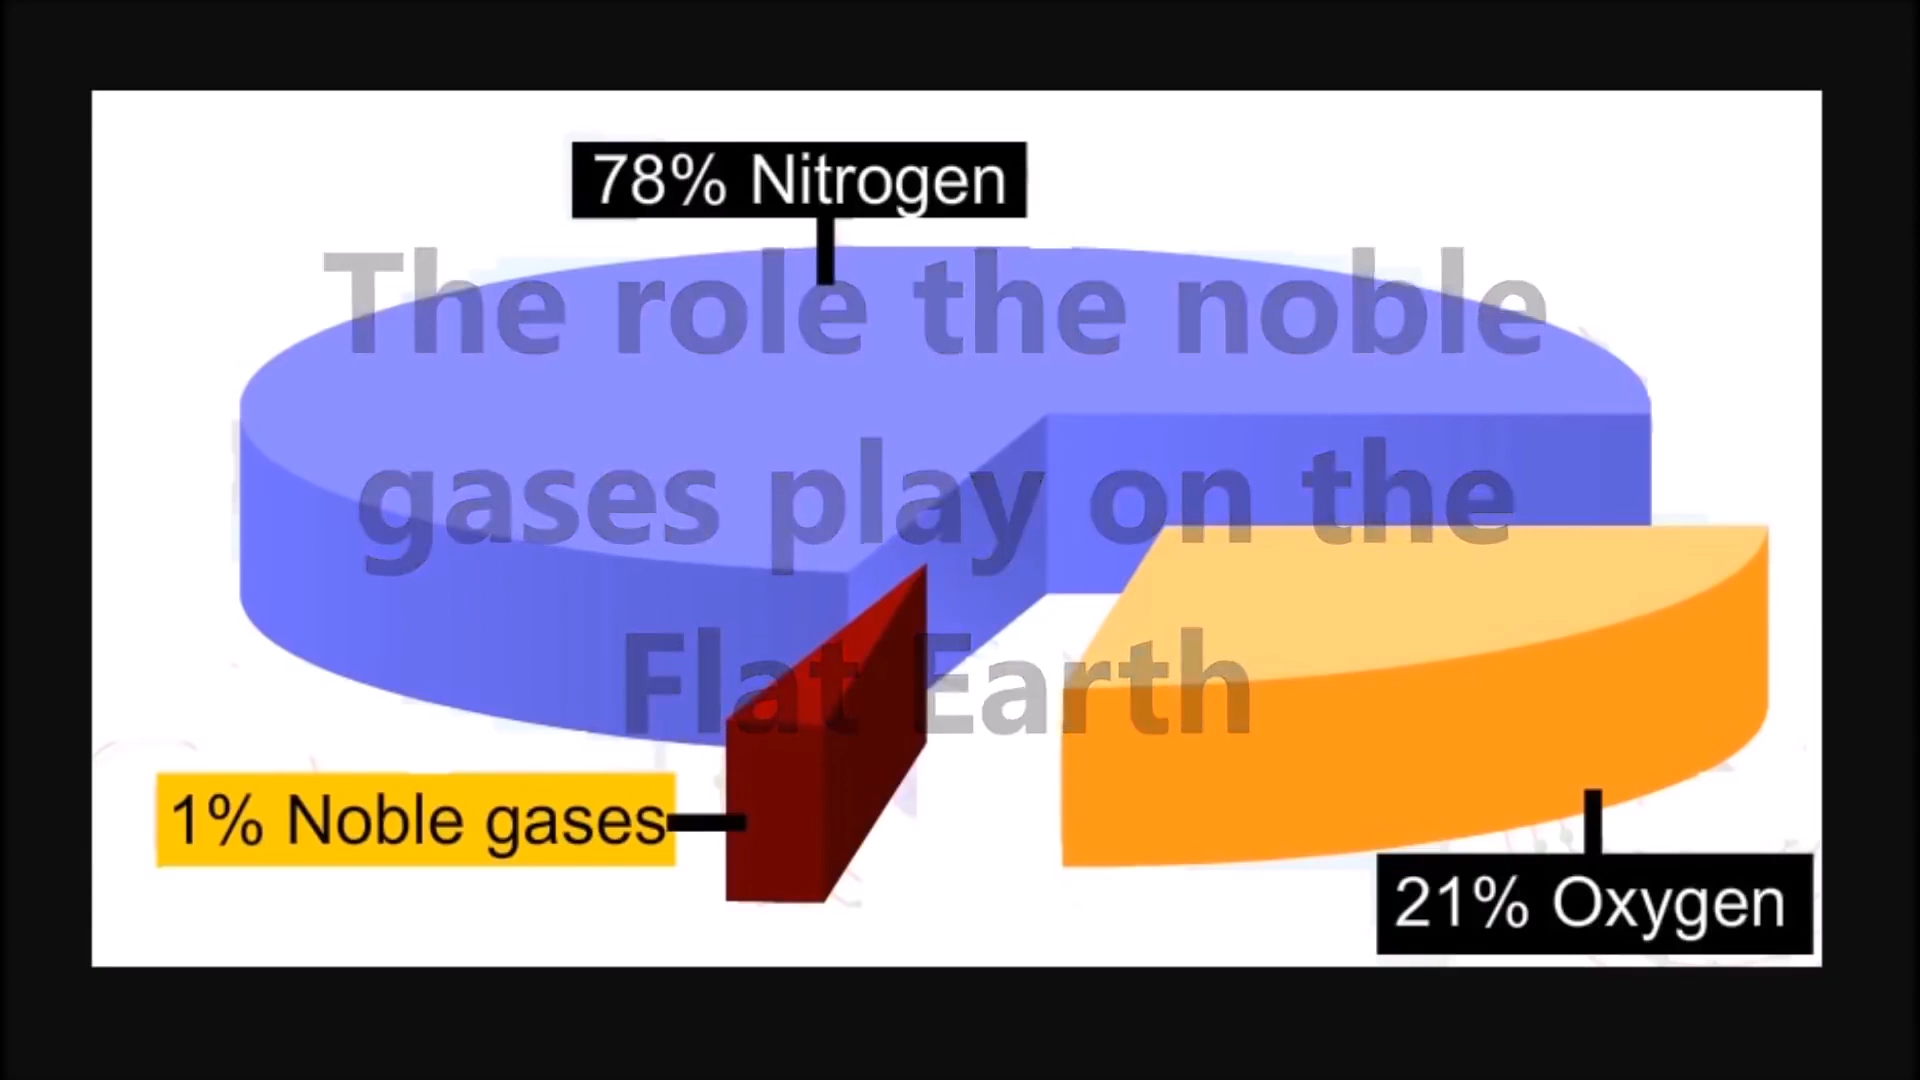 78% Nitrogen
The role the noble
gases play on the
Flat Earth
1% Noble gases
21% Oxygen